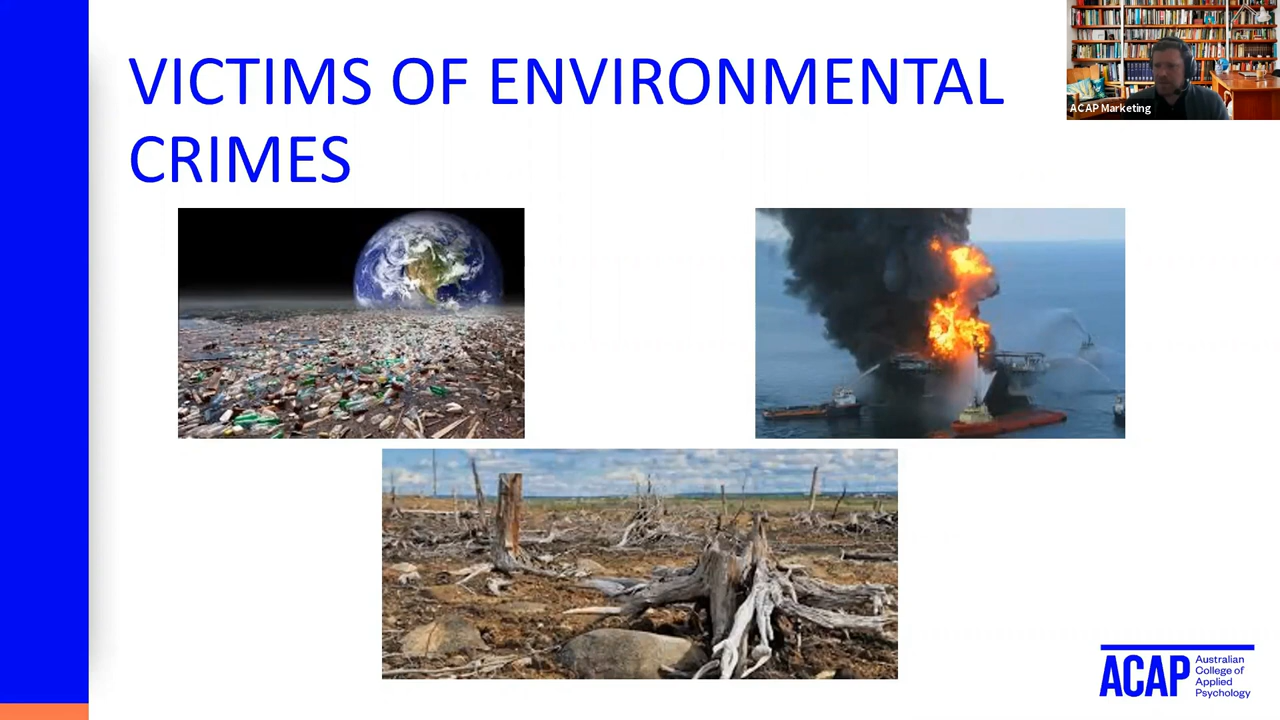 VICTIMS OF ENVIRONMENTAL
CRIMES
ACAP Marketing
ACAP
Australian
College of
Applied
Psychology